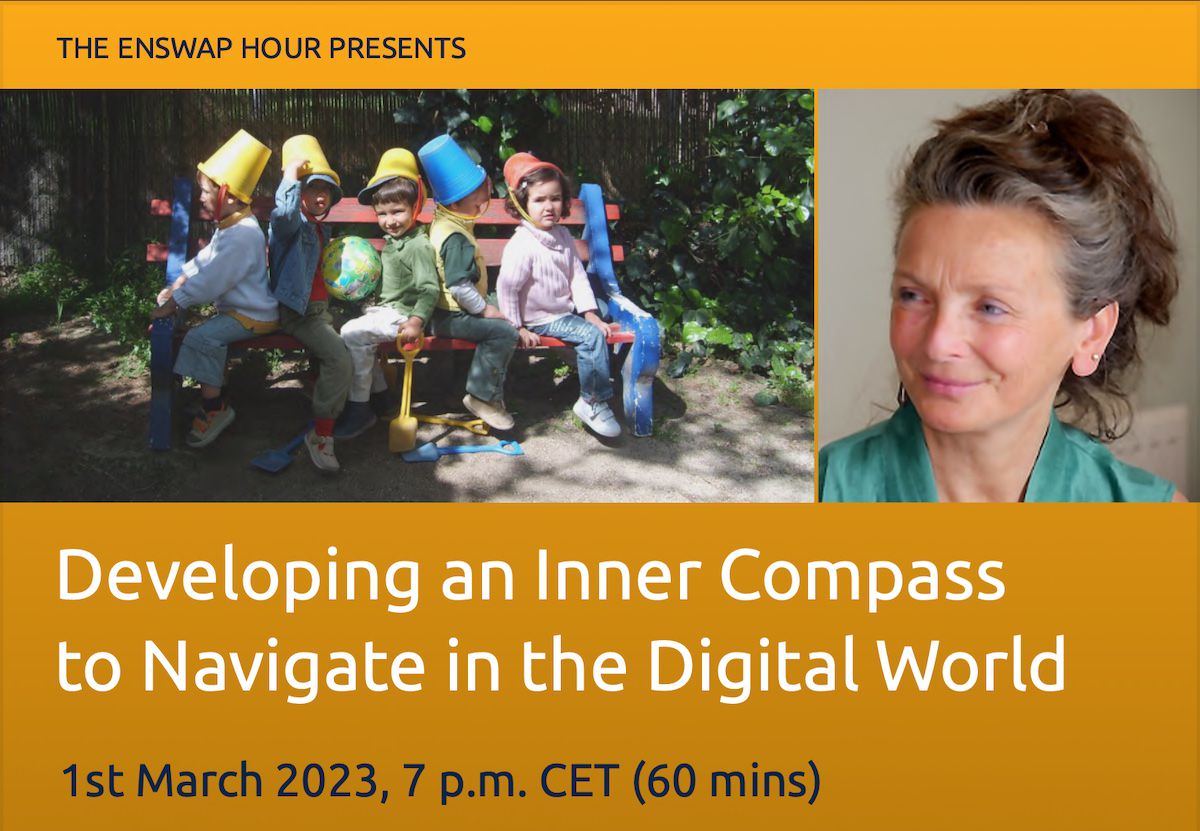 THE ENSWAP HOUR PRESENTS
Developing an Inner Compass
to Navigate in the Digital World
1st March 2023, 7 p.m. CET (60 mins)